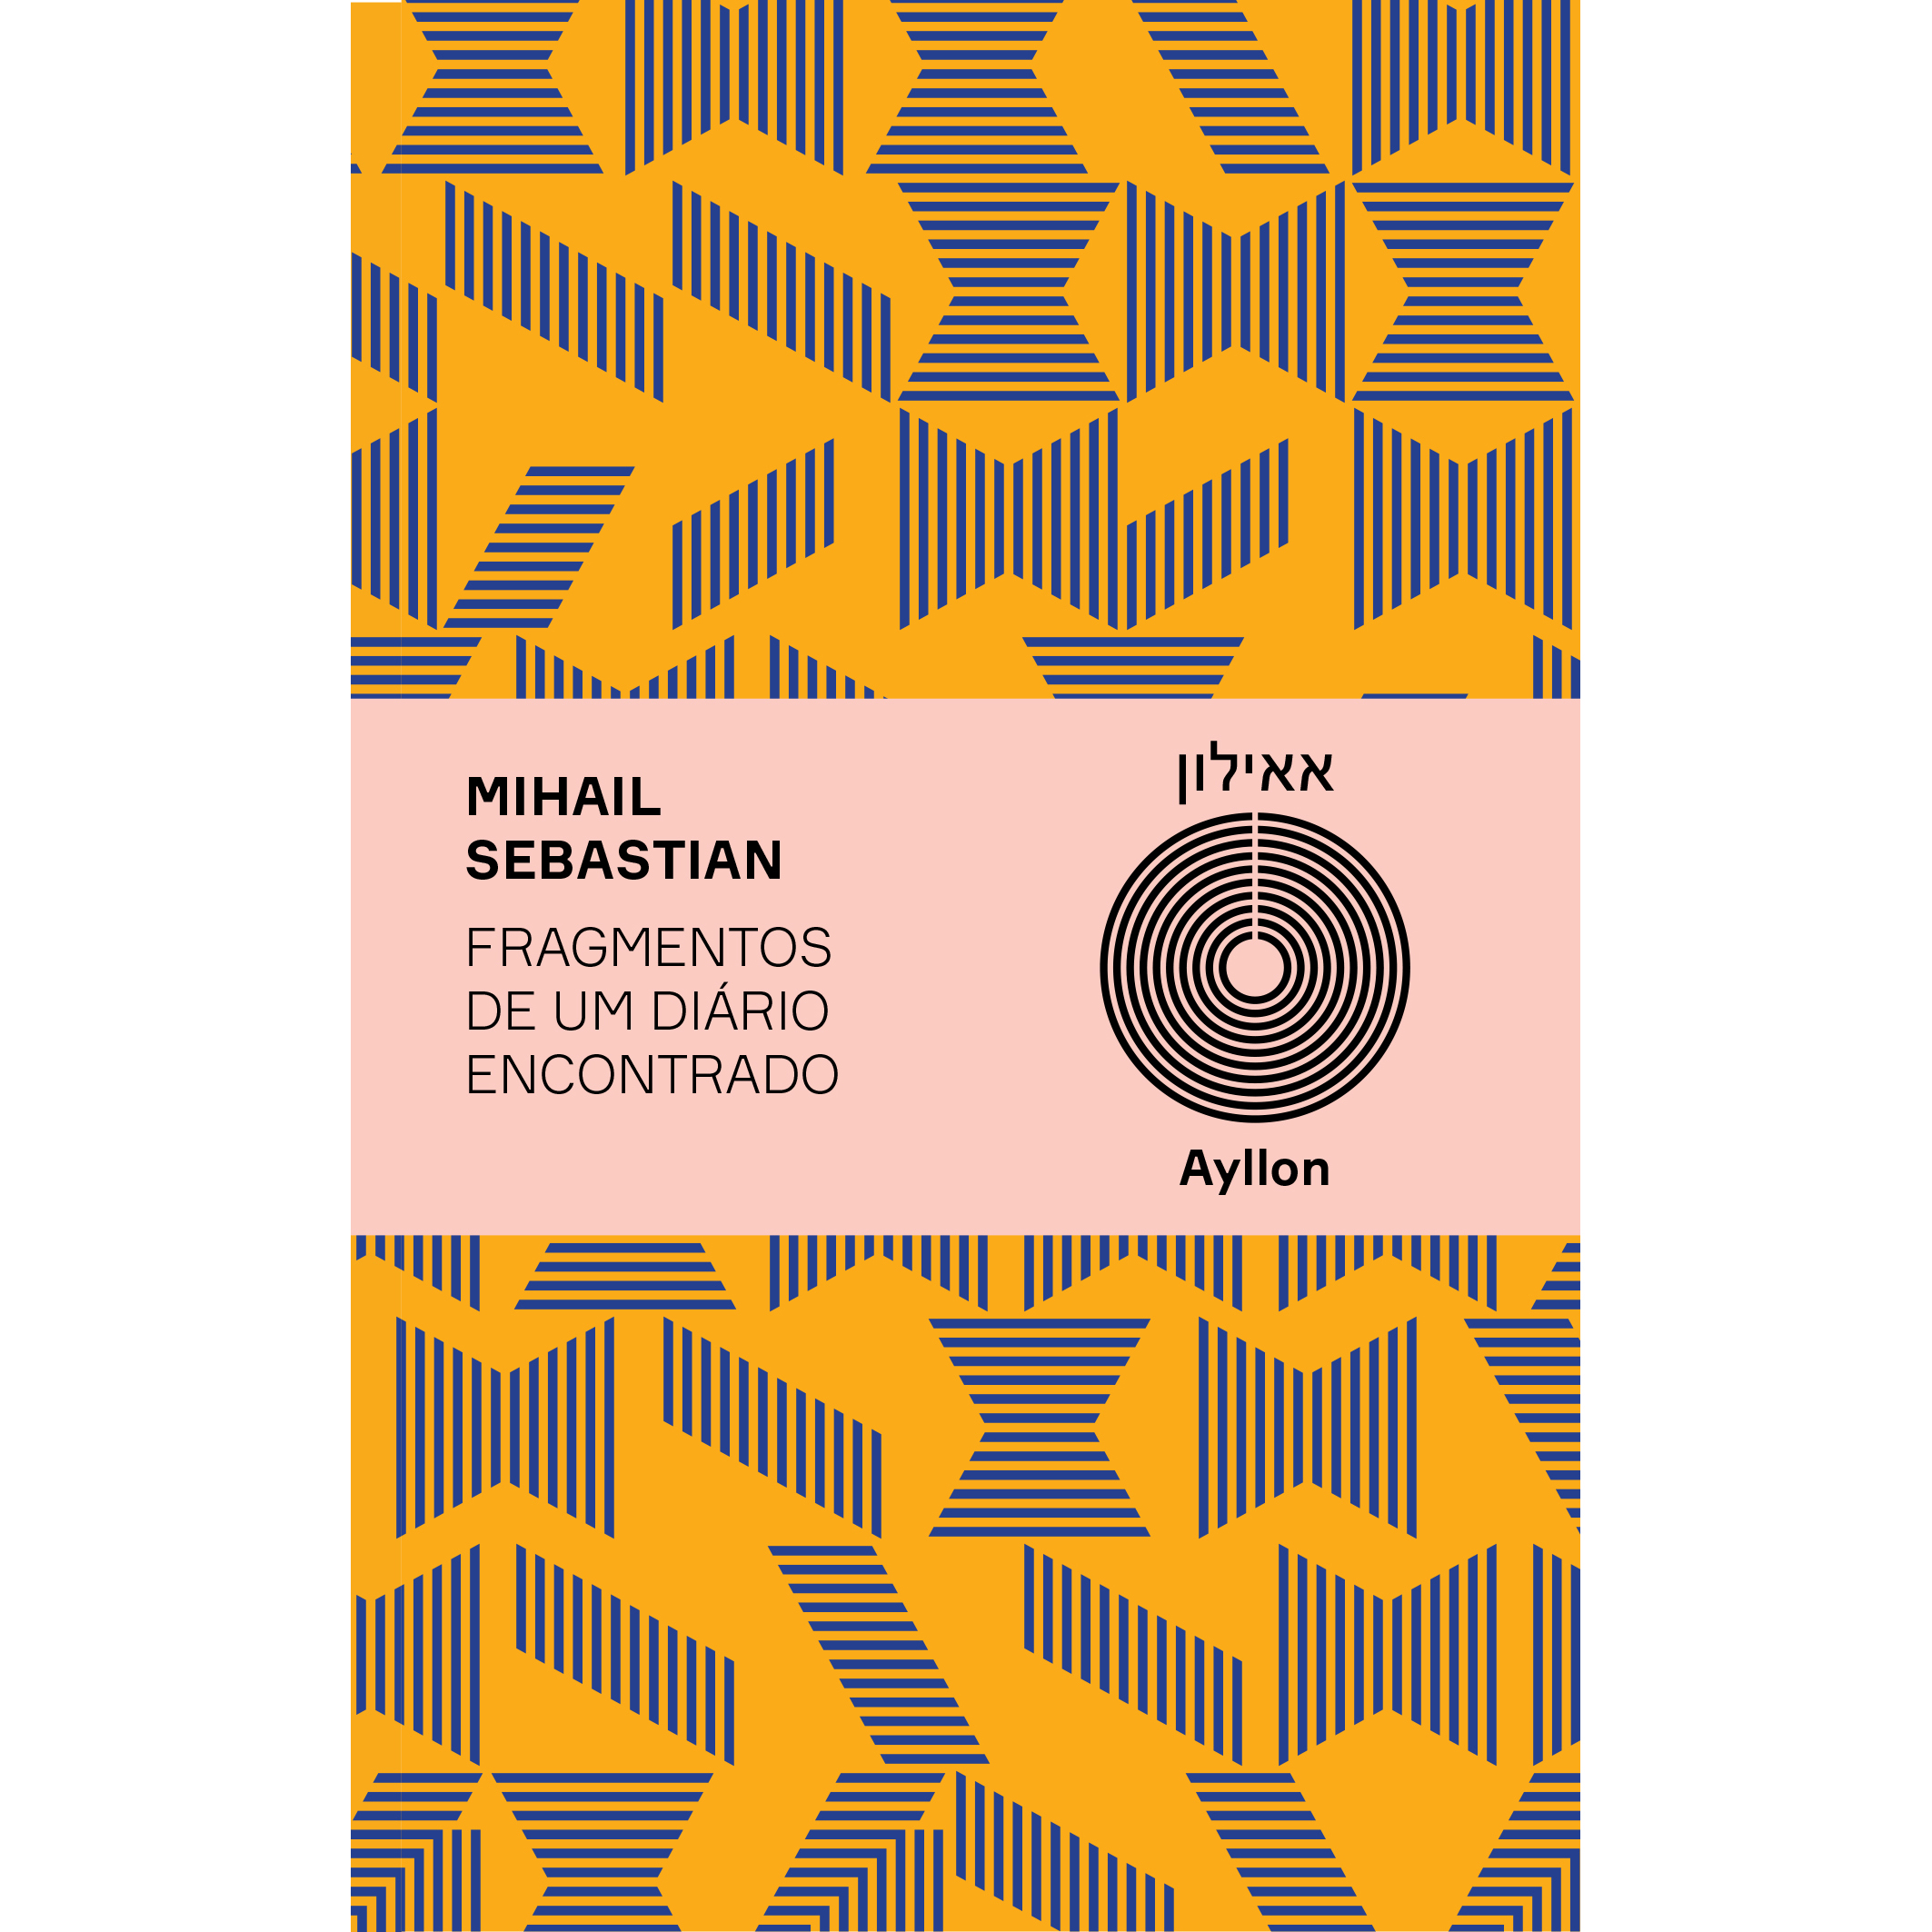 MIHAIL
SEBASTIAN
FRAGMENTOS
DE UM DIÁRIO
ENCONTRADO
אאילון
Ayllon